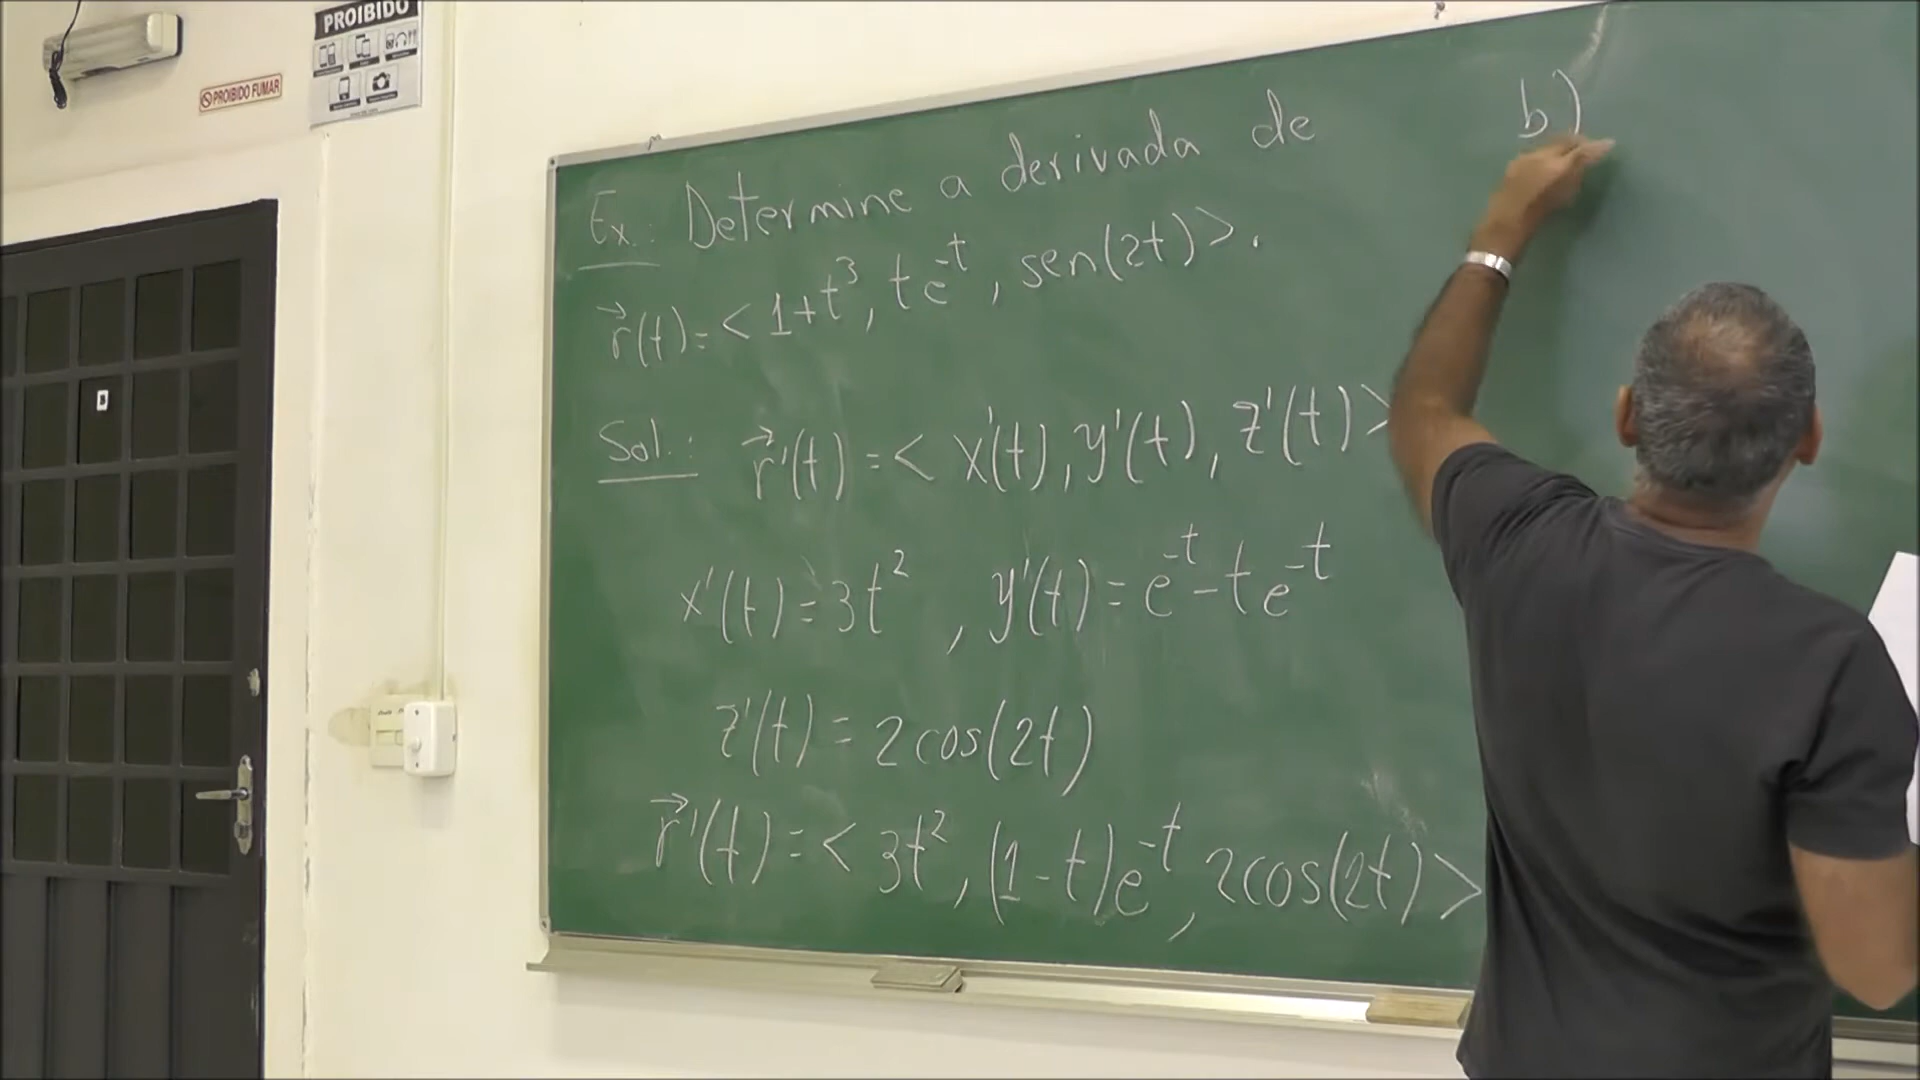 PROIBIDO
PROIBIDO FUMAR
Ex.: Determine a derivada de
r⃗(t) = < 1+t³, te⁻ᵗ, sen(2t) >.
Sol.: r⃗'(t) = < x'(t), y'(t), z'(t) >
x'(t) = 3t² , y'(t) = e⁻ᵗ - te⁻ᵗ
z'(t) = 2cos(2t)
r⃗'(t) = < 3t², (1-t)e⁻ᵗ, 2cos(2t) >
b)